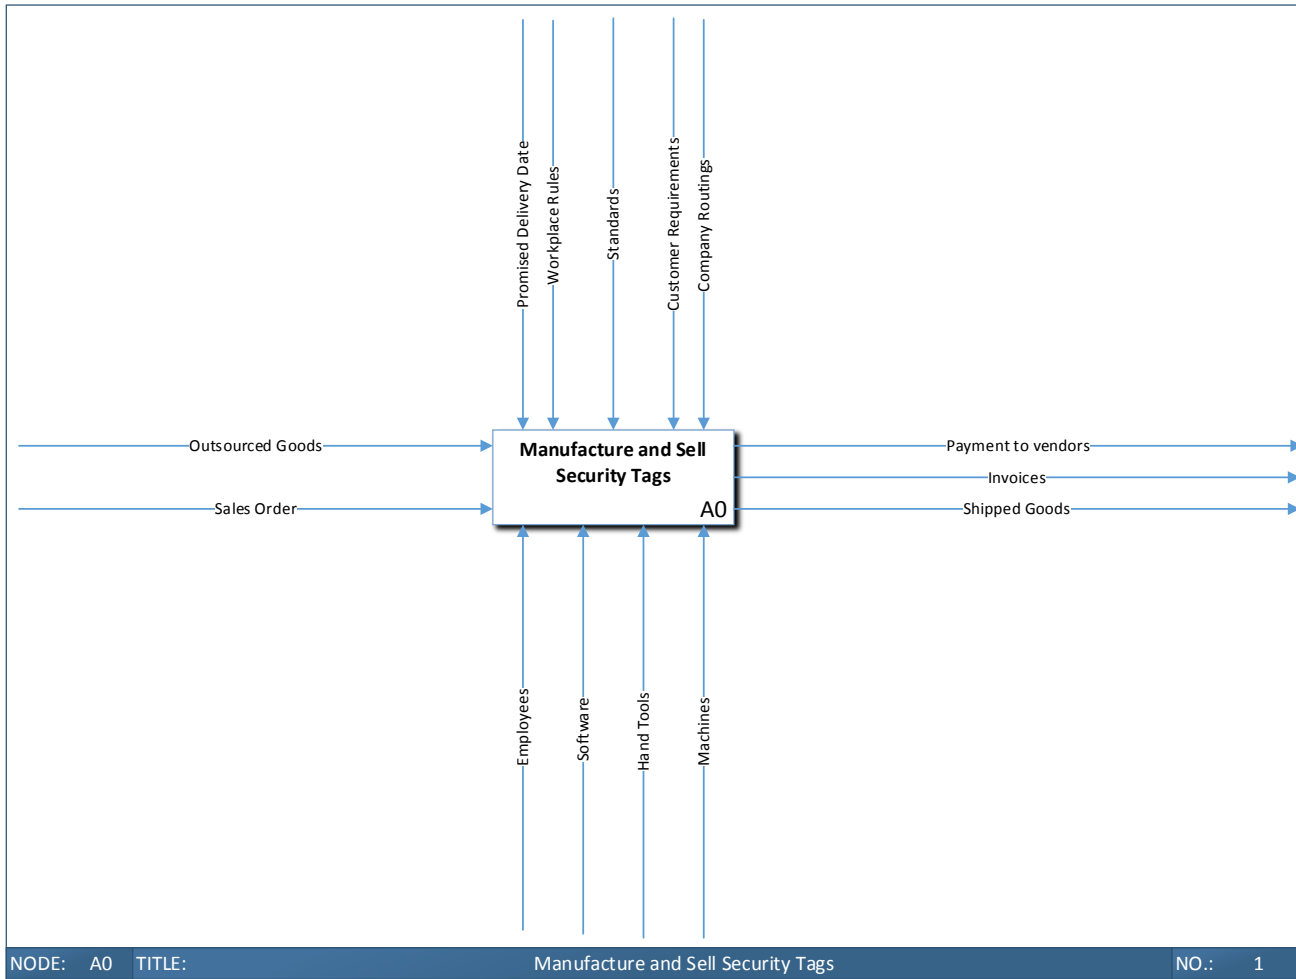 Promised Delivery Date
Workplace Rules
Standards
Customer Requirements
Company Routings
Outsourced Goods
Sales Order
Manufacture and Sell
Security Tags
A0
Payment to vendors
Invoices
Shipped Goods
Employees
Software
Hand Tools
Machines
NODE: A0 TITLE: Manufacture and Sell Security Tags NO.: 1